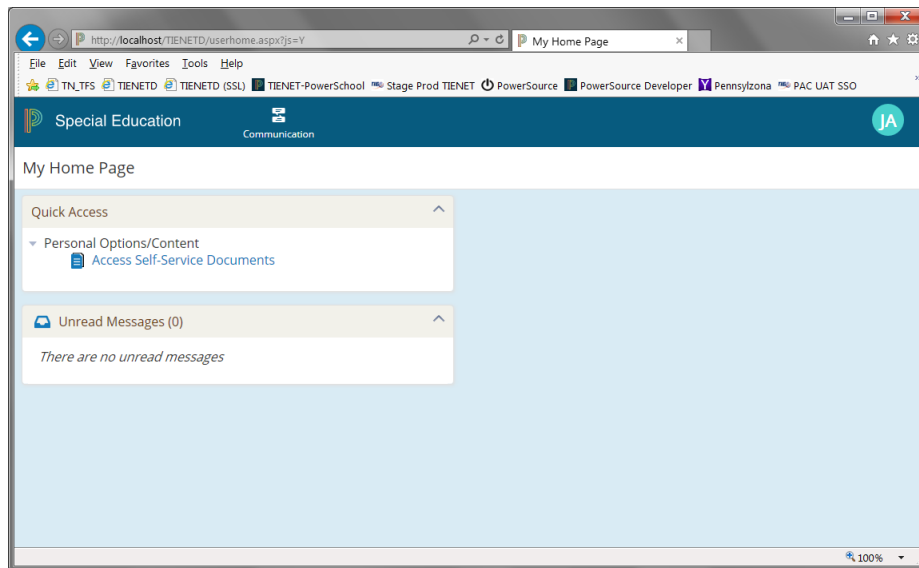 http://localhost/TIENETD/userhome.aspx?js=Y
My Home Page
File Edit View Favorites Tools Help
TN_TFS TIENETD TIENETD (SSL) TIENET-PowerSchool Stage Prod TIENET PowerSource PowerSource Developer Pennsylzona PAC UAT SSO
Special Education
Communication
JA
My Home Page
Quick Access
Personal Options/Content
Access Self-Service Documents
Unread Messages (0)
There are no unread messages
100%